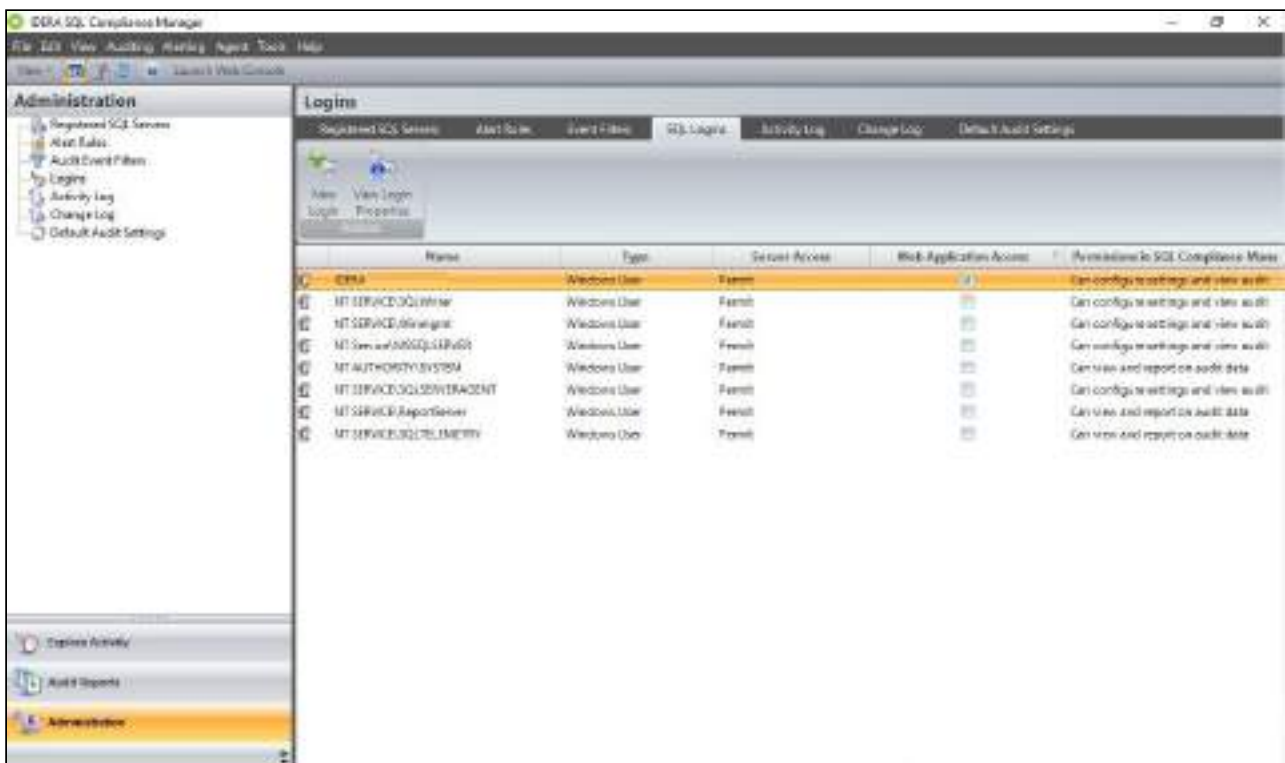 IDERA SQL Compliance Manager
File Edit View Auditing Alerting Agent Tools Help
View Launch Web Console
Administration
Registered SQL Servers
Alert Rules
Audit Event Filters
Logins
Activity Log
Change Log
Default Audit Settings
Logins
Registered SQL Servers Alert Rules Event Filters SQL Logins Activity Log Change Log Default Audit Settings
New Login
View Login Properties
Name Type Server Access Web Application Access Permissions in SQL Compliance Mana
IDERA Windows User Permit Can configure settings and view audit
NT SERVICE\SQLWriter Windows User Permit Can configure settings and view audit
NT SERVICE\Winmgmt Windows User Permit Can configure settings and view audit
NT Service\MSSQLSERVER Windows User Permit Can configure settings and view audit
NT AUTHORITY\SYSTEM Windows User Permit Can view and report on audit data
NT SERVICE\SQLSERVERAGENT Windows User Permit Can configure settings and view audit
NT SERVICE\ReportServer Windows User Permit Can view and report on audit data
NT SERVICE\SQLTELEMETRY Windows User Permit Can view and report on audit data
Explore Activity
Audit Reports
Administration